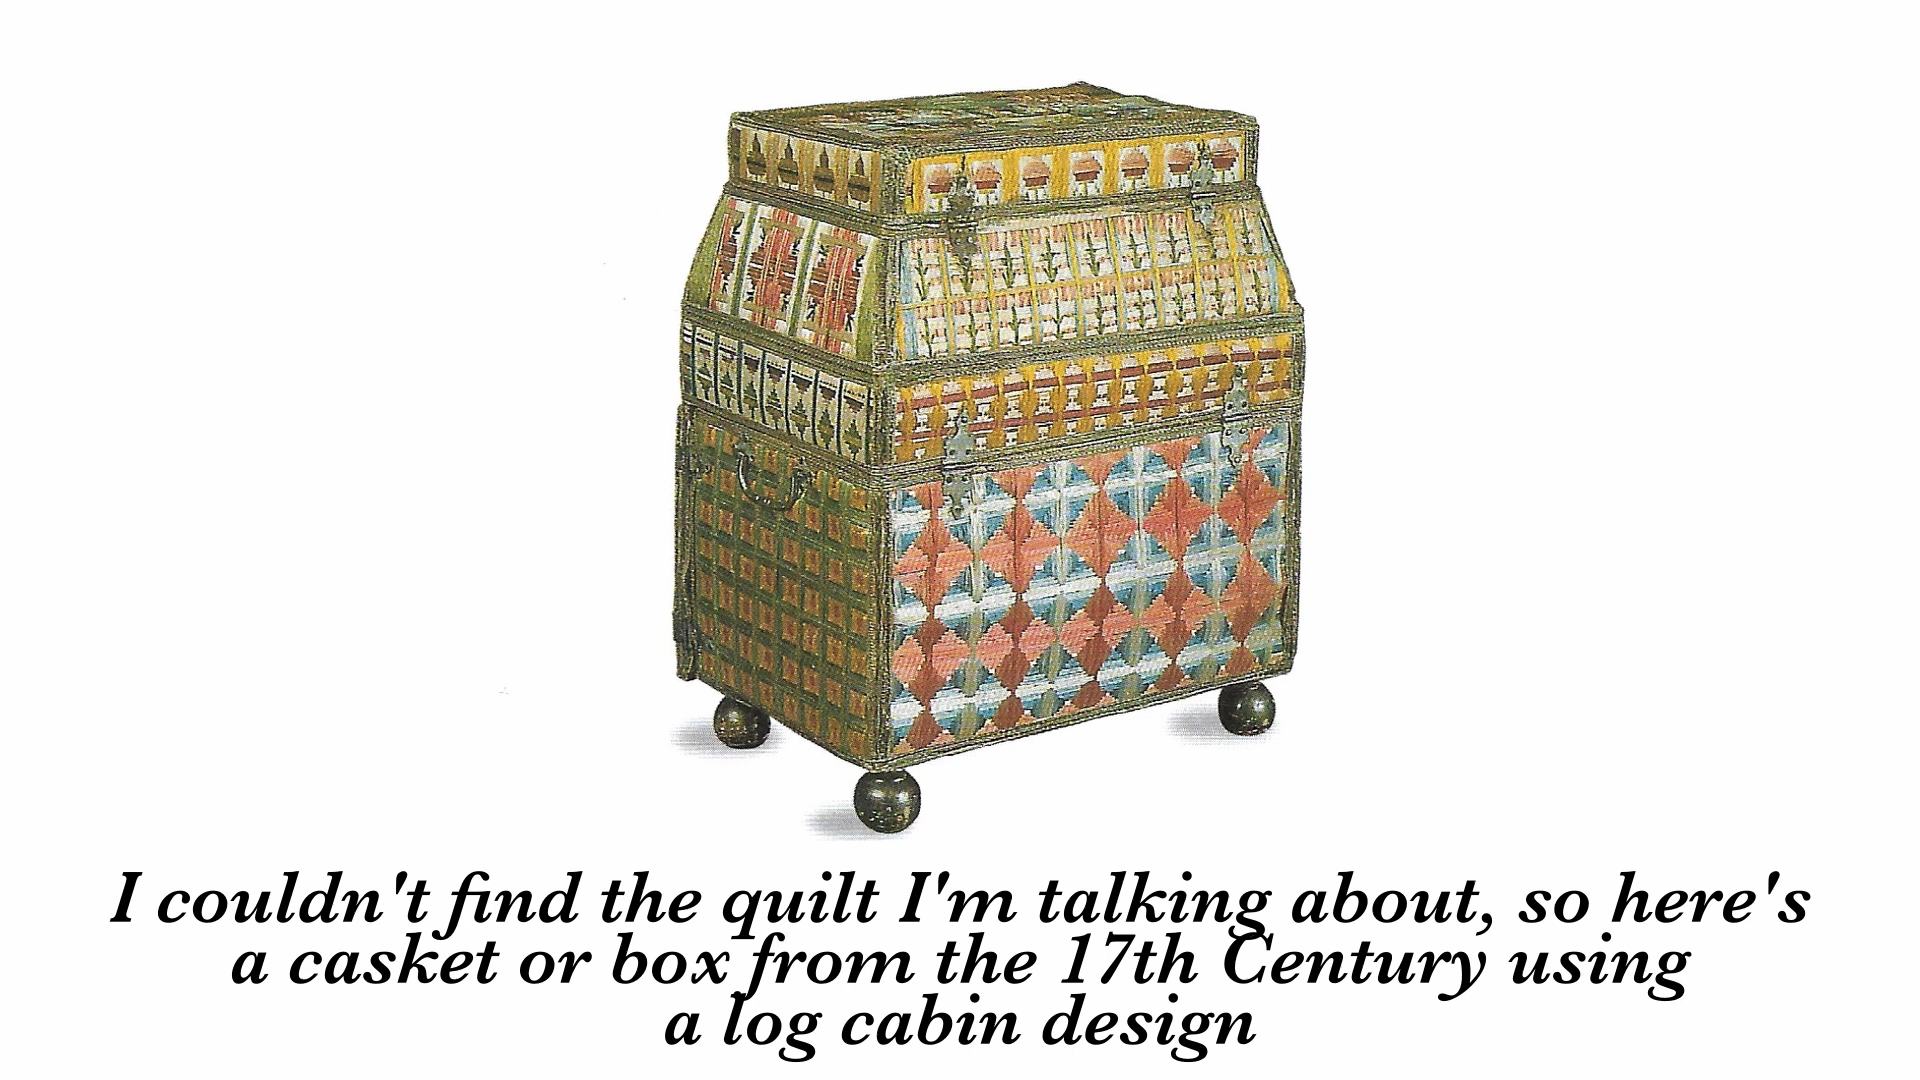 I couldn't find the quilt I'm talking about, so here's
a casket or box from the 17th Century using
a log cabin design